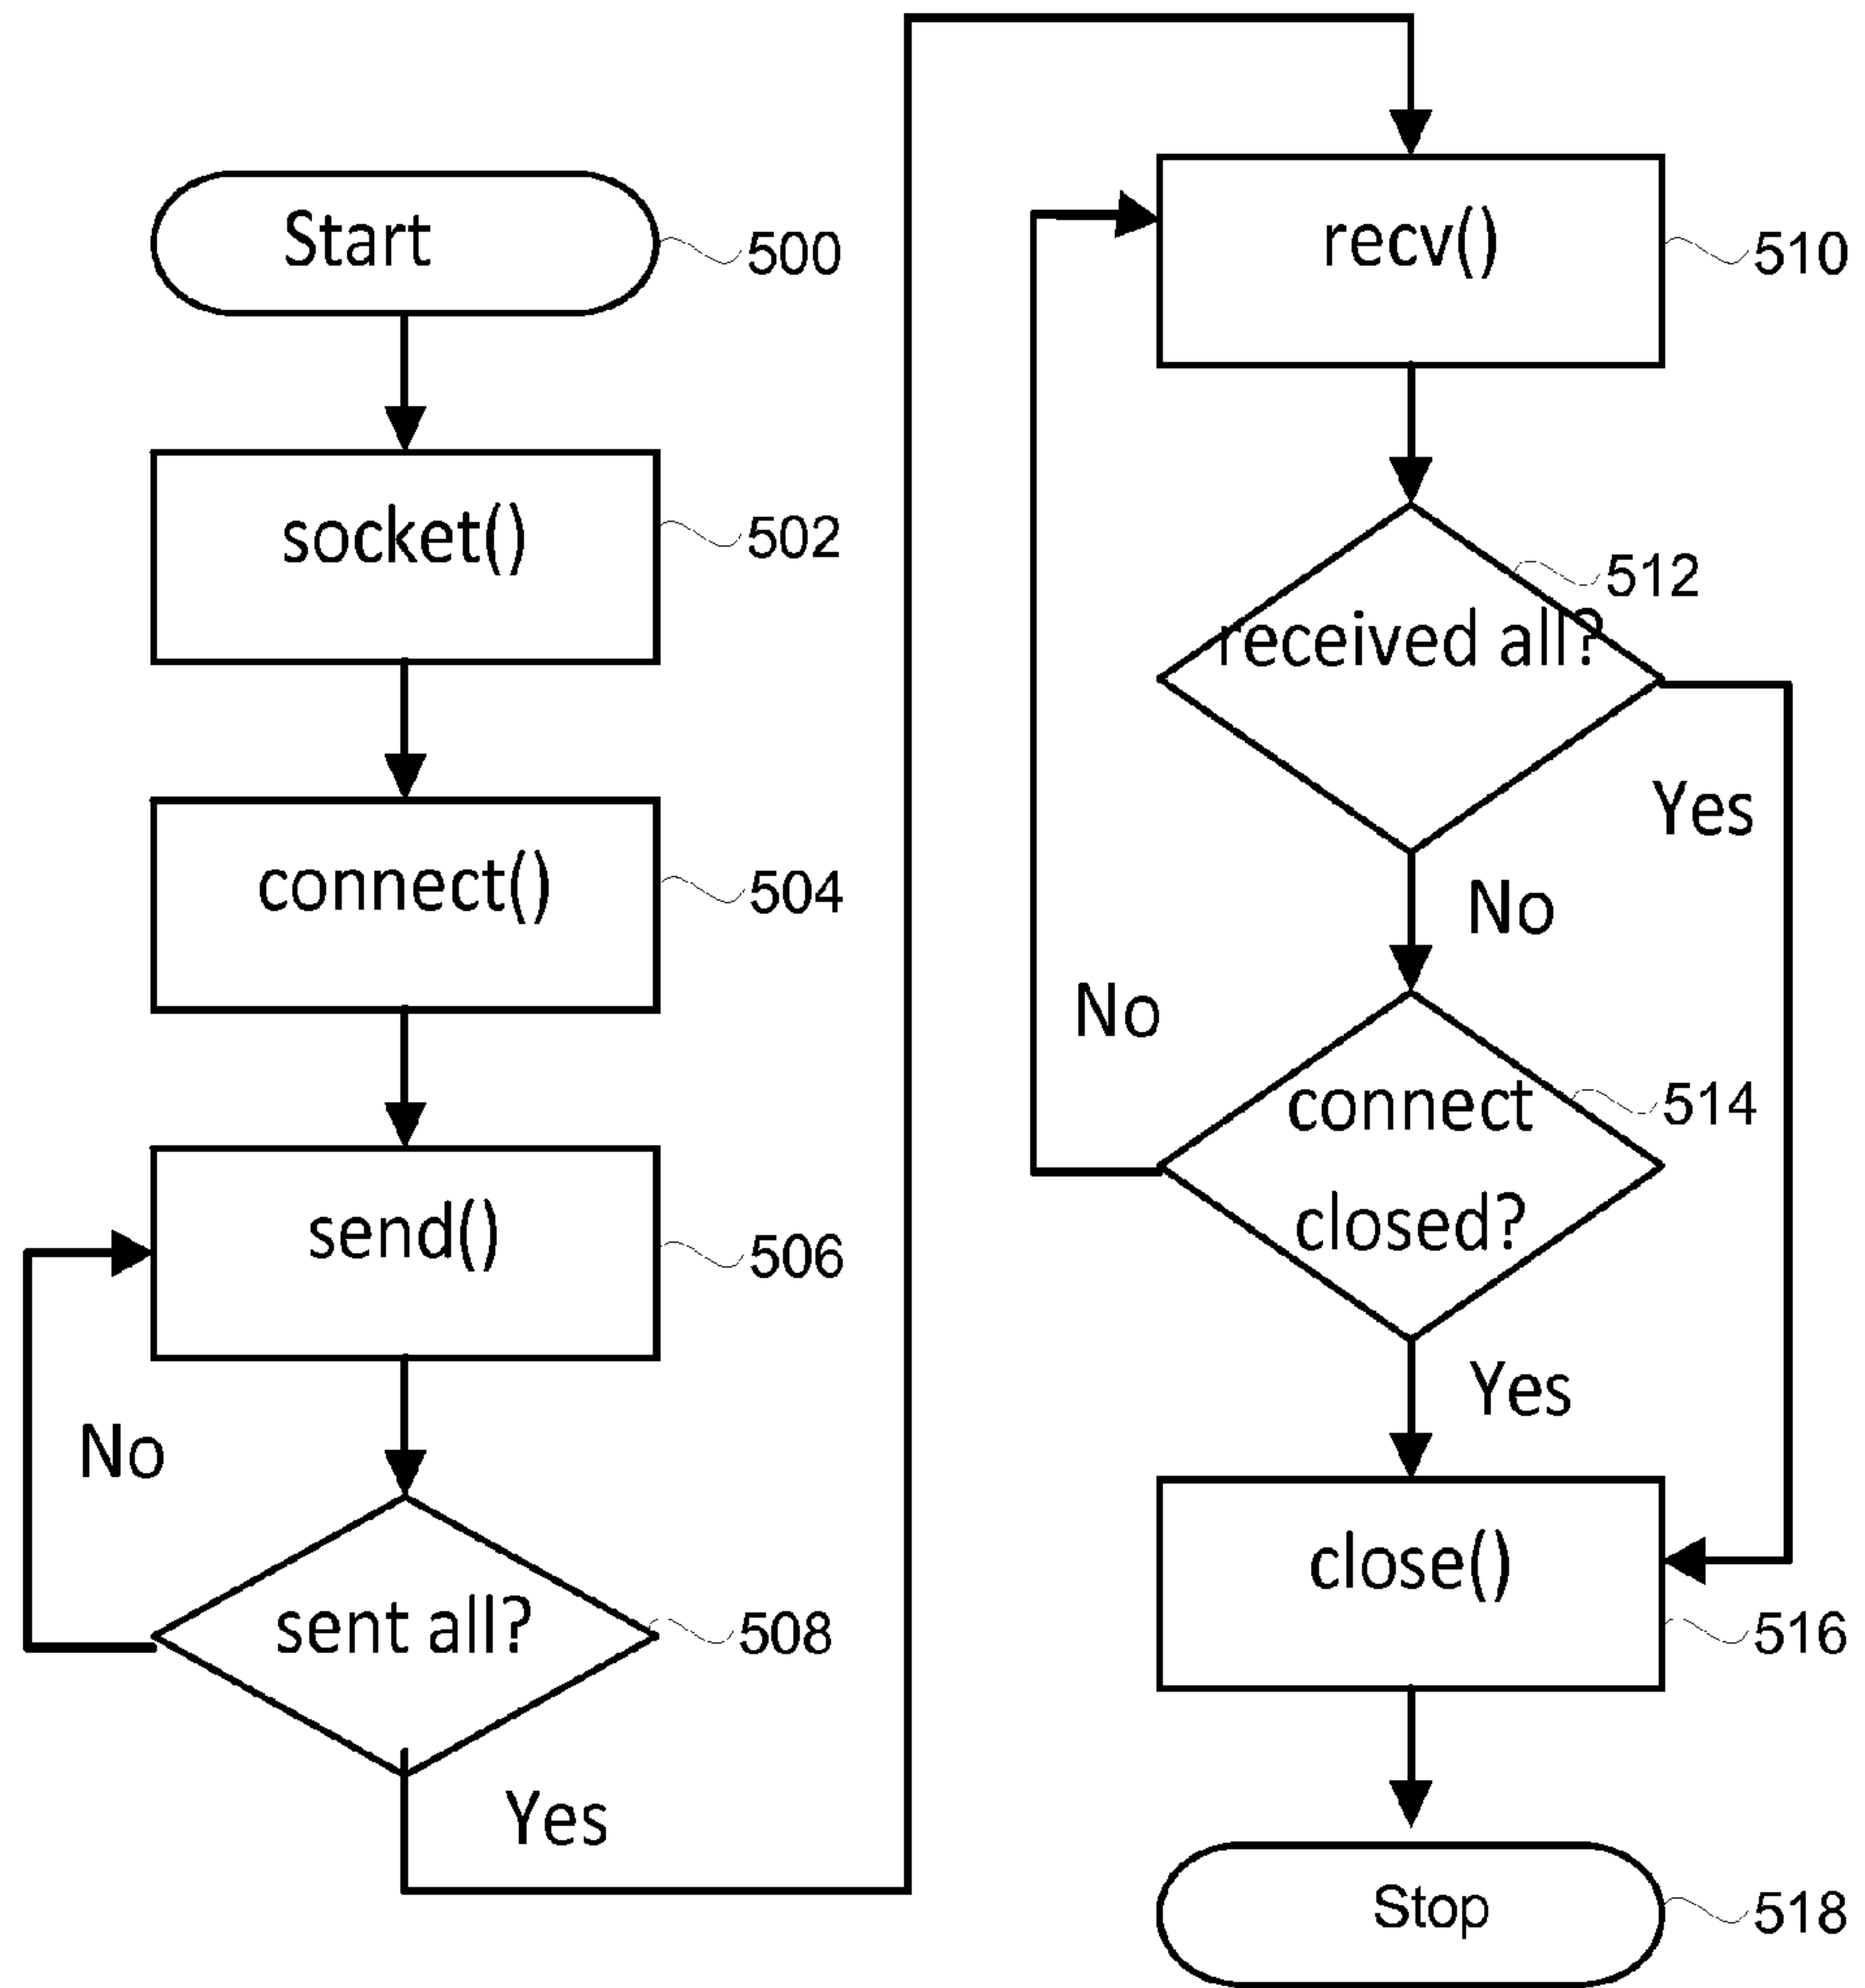 Start
500
socket()
502
connect()
504
send()
506
No
sent all?
508
Yes
recv()
510
512
received all?
Yes
No
No
connect
514
closed?
Yes
close()
516
Stop
518